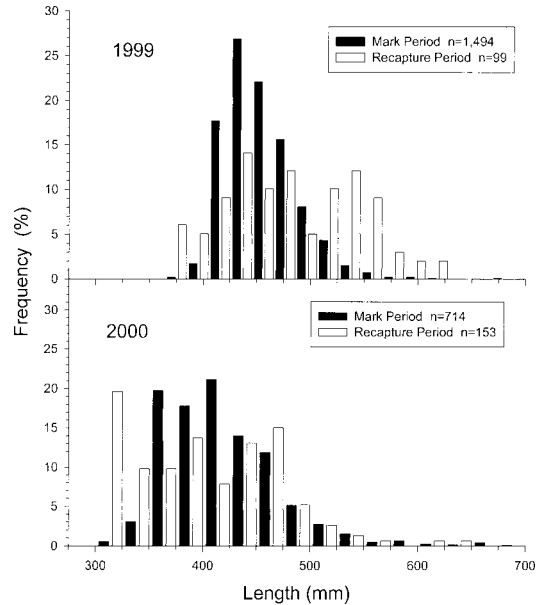 30
25
20
15
10
5
0
1999
Mark Period n=1,494
Recapture Period n=99
Frequency (%)
30
25
20
15
10
5
0
2000
Mark Period n=714
Recapture Period n=153
300 400 500 600 700
Length (mm)